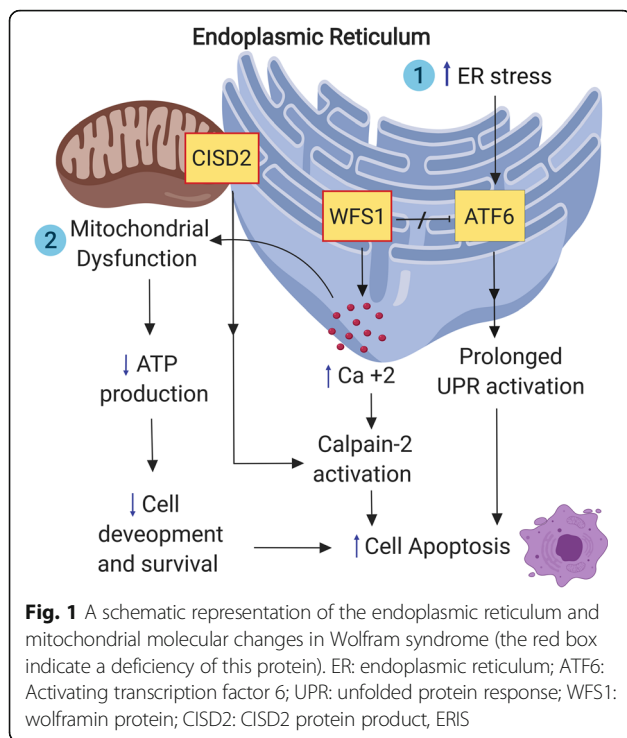 Endoplasmic Reticulum
1
ER stress
CISD2
WFS1
ATF6
2
Mitochondrial
Dysfunction
ATP
production
Ca +2
Prolonged
UPR activation
Calpain-2
activation
Cell
deveopment
and survival
Cell Apoptosis
Fig. 1 A schematic representation of the endoplasmic reticulum and
mitochondrial molecular changes in Wolfram syndrome (the red box
indicate a deficiency of this protein). ER: endoplasmic reticulum; ATF6:
Activating transcription factor 6; UPR: unfolded protein response; WFS1:
wolframin protein; CISD2: CISD2 protein product, ERIS